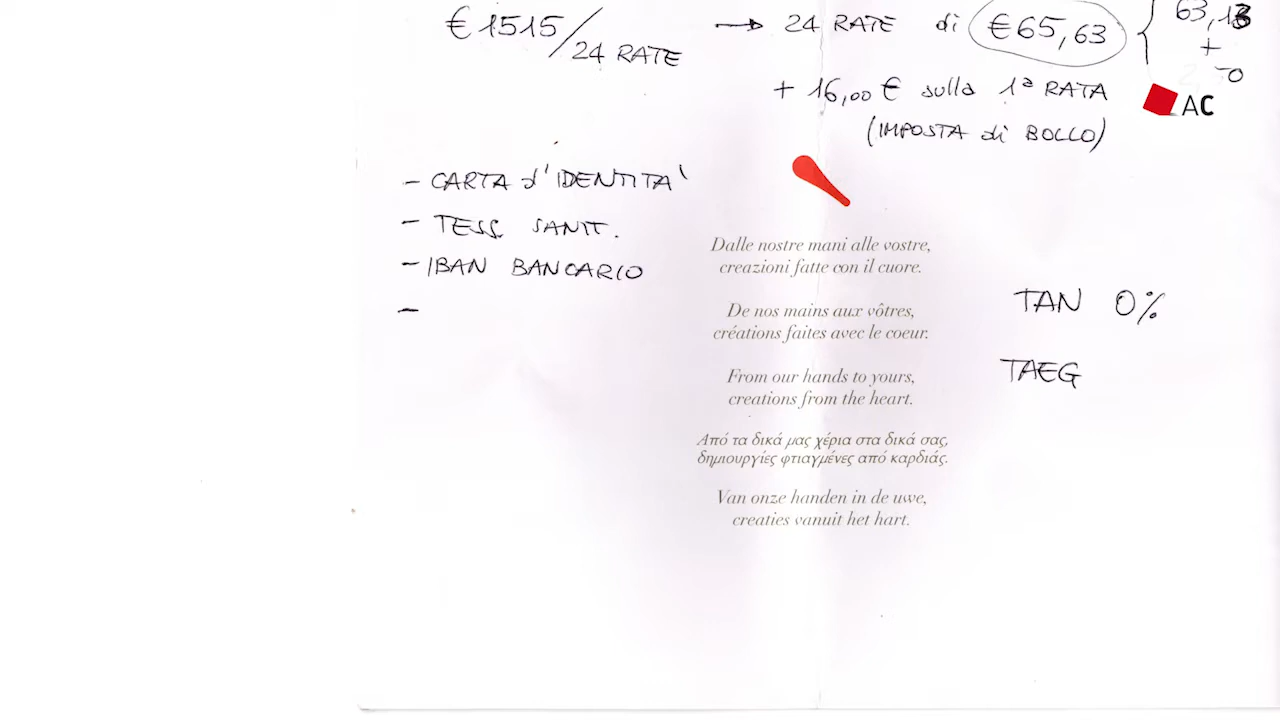 €1515/24 RATE → 24 RATE di €65,63 { 63,13
+
+ 16,00 € sulla 1ª RATA
AC
(IMPOSTA di BOLLO)
- CARTA d'IDENTITA'
- TESS SANIT.
- IBAN BANCARIO
-
Dalle nostre mani alle vostre,
creazioni fatte con il cuore.
De nos mains aux vôtres,
créations faites avec le coeur.
From our hands to yours,
creations from the heart.
Από τα δικά μας χέρια στα δικά σας,
δημιουργίες φτιαγμένες από καρδιάς.
Van onze handen in de uwe,
creaties vanuit het hart.
TAN 0%
TAEG